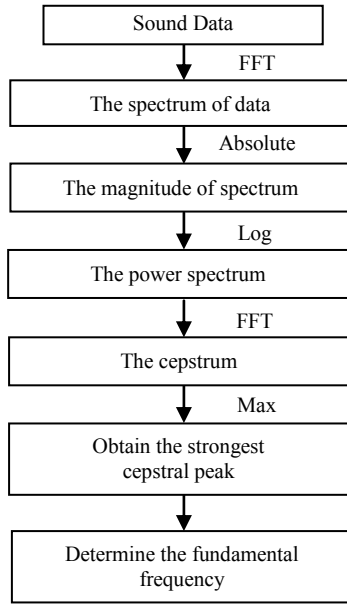 Sound Data
FFT
The spectrum of data
Absolute
The magnitude of spectrum
Log
The power spectrum
FFT
The cepstrum
Max
Obtain the strongest
cepstral peak
Determine the fundamental
frequency